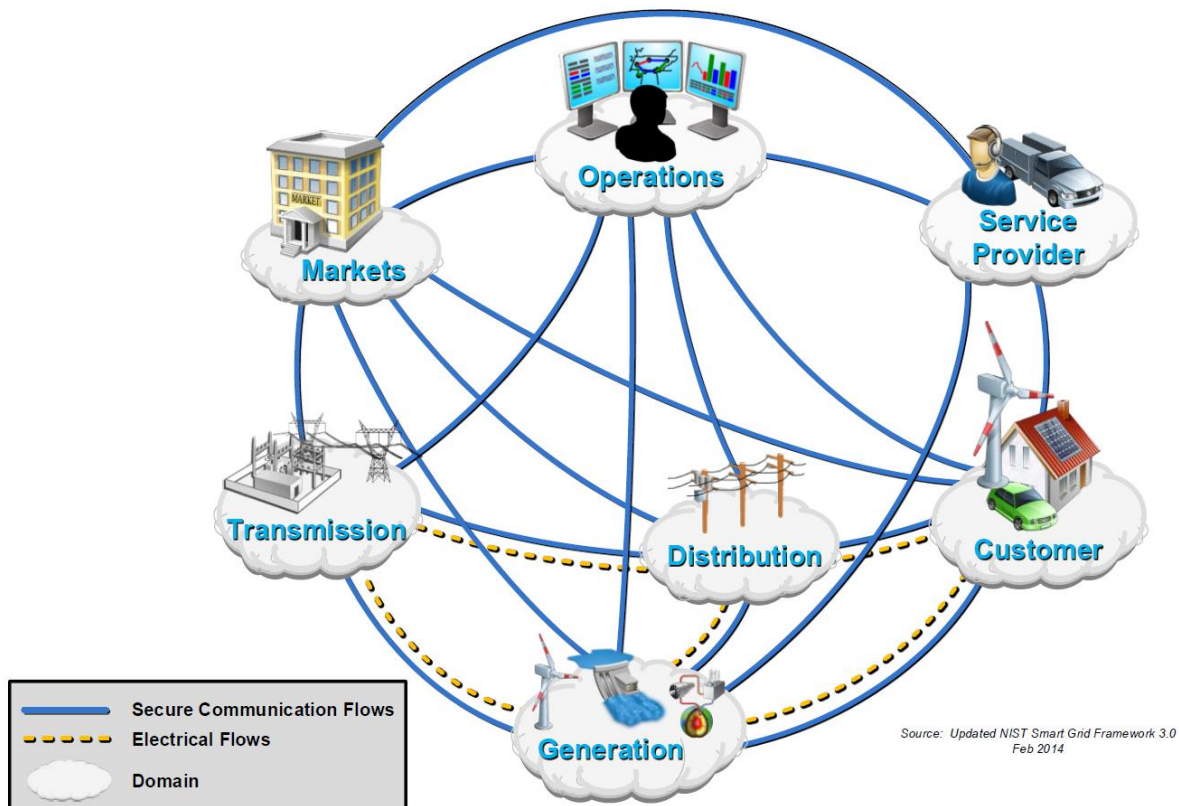 Operations
MARKET
Markets
Service
Provider
Transmission
Distribution
Customer
Generation
Secure Communication Flows
Electrical Flows
Domain
Source: Updated NIST Smart Grid Framework 3.0
Feb 2014